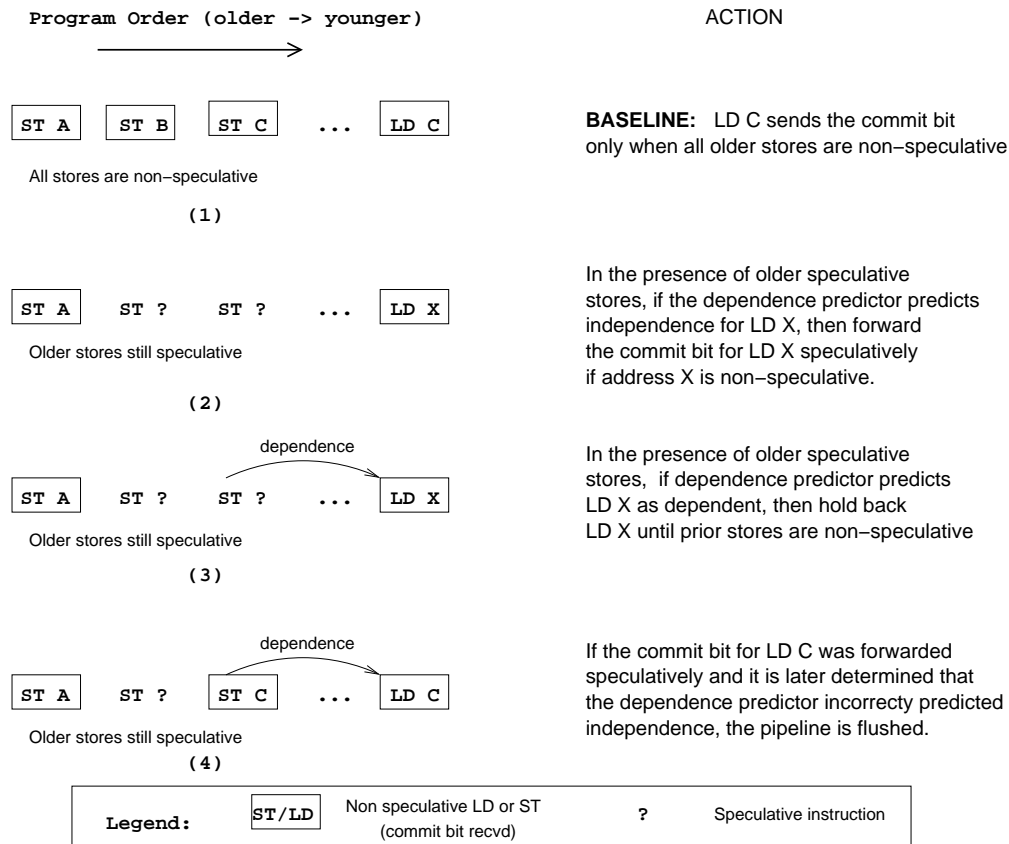 Program Order (older −> younger)
ACTION
ST A ST B ST C ... LD C
All stores are non−speculative
(1)
BASELINE: LD C sends the commit bit
only when all older stores are non−speculative
ST A ST ? ST ? ... LD X
Older stores still speculative
(2)
In the presence of older speculative
stores, if the dependence predictor predicts
independence for LD X, then forward
the commit bit for LD X speculatively
if address X is non−speculative.
dependence
ST A ST ? ST ? ... LD X
Older stores still speculative
(3)
In the presence of older speculative
stores, if dependence predictor predicts
LD X as dependent, then hold back
LD X until prior stores are non−speculative
dependence
ST A ST ? ST C ... LD C
Older stores still speculative
(4)
If the commit bit for LD C was forwarded
speculatively and it is later determined that
the dependence predictor incorrecty predicted
independence, the pipeline is flushed.
Legend: ST/LD Non speculative LD or ST
(commit bit recvd)
? Speculative instruction